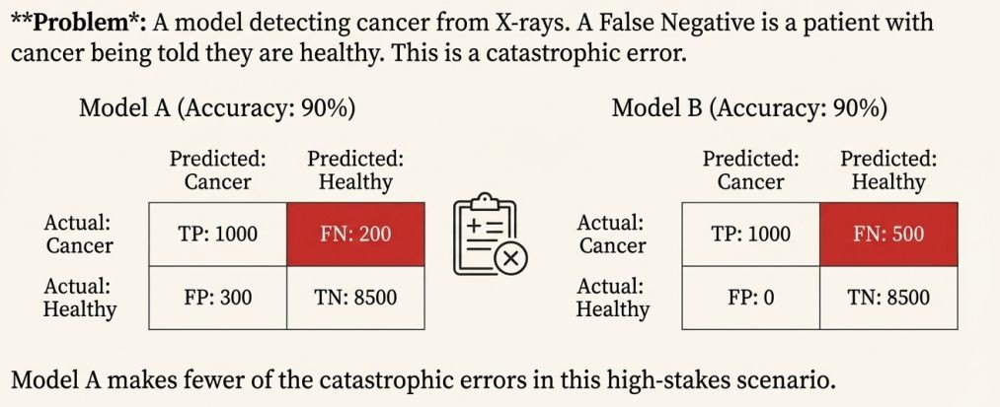 **Problem*: A model detecting cancer from X-rays. A False Negative is a patient with
cancer being told they are healthy. This is a catastrophic error.
Model A (Accuracy: 90%)
Predicted: Predicted:
Cancer Healthy
Actual: Cancer TP: 1000 FN: 200
Actual: Healthy FP: 300 TN: 8500
Model B (Accuracy: 90%)
Predicted: Predicted:
Cancer Healthy
Actual: Cancer TP: 1000 FN: 500
Actual: Healthy FP: 0 TN: 8500
Model A makes fewer of the catastrophic errors in this high-stakes scenario.